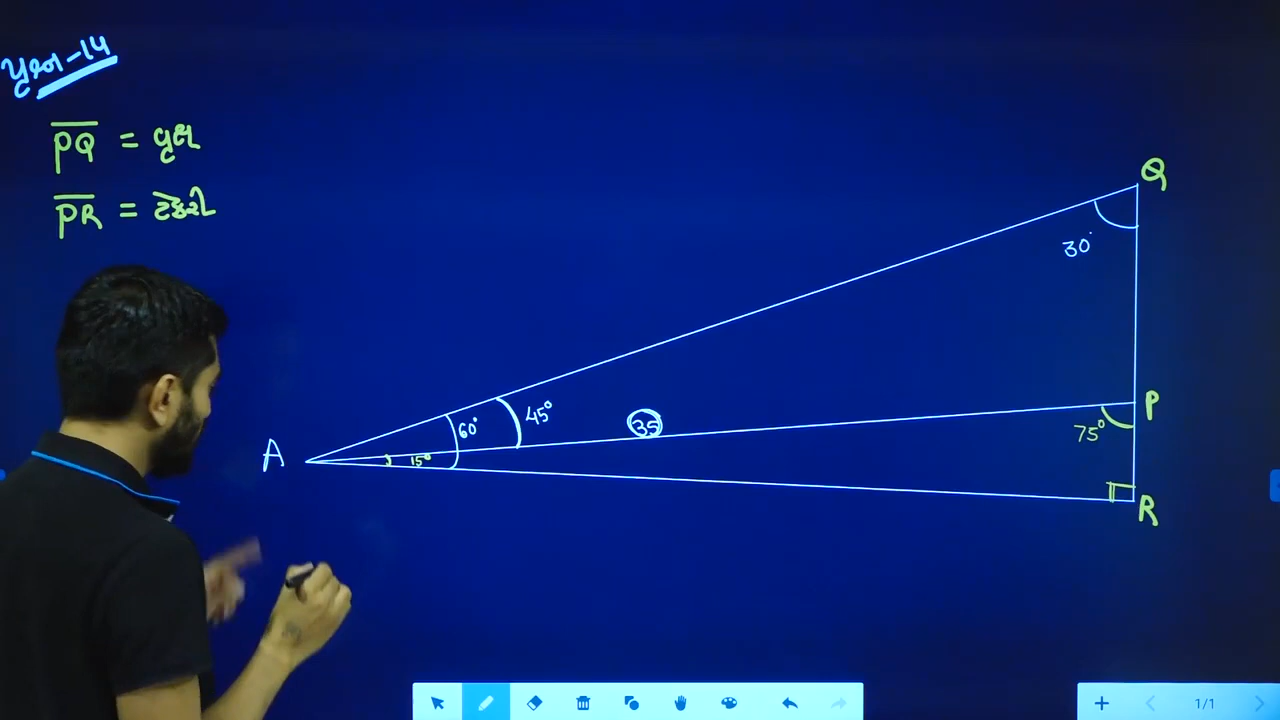 પ્રશ્ન-14
PQ = વૃક્ષ
PR = ટેકરી
Q
30°
60°
45°
35
P
75°
A
15°
R
1/1